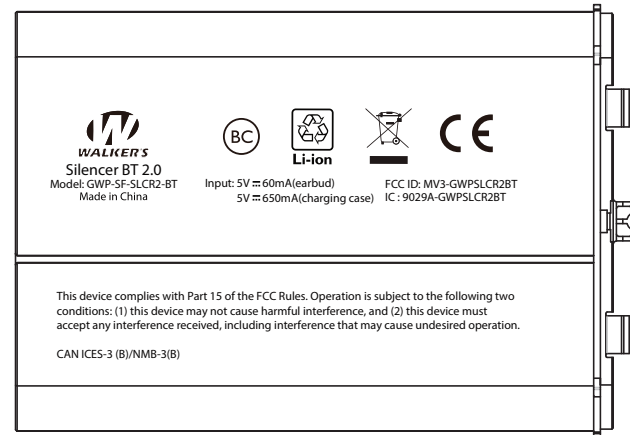 W
WALKER'S
Silencer BT 2.0
Model: GWP-SF-SLCR2-BT
Made in China
BC
Li-ion
CE
Input: 5V ⎓ 60mA(earbud)
5V ⎓ 650mA(charging case)
FCC ID: MV3-GWPSLCR2BT
IC : 9029A-GWPSLCR2BT
This device complies with Part 15 of the FCC Rules. Operation is subject to the following two
conditions: (1) this device may not cause harmful interference, and (2) this device must
accept any interference received, including interference that may cause undesired operation.
CAN ICES-3 (B)/NMB-3(B)